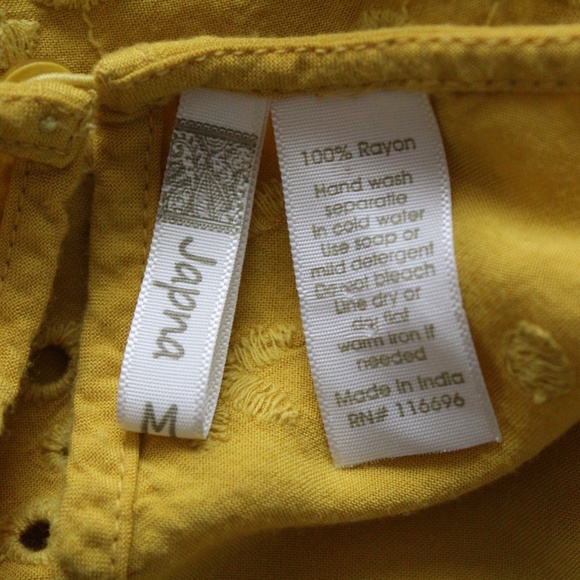 Japna
M
100% Rayon
Hand wash
separatle
in cold water
Use soap or
mild detergent
Do not bleach
Line dry or
dry flat
warm iron if
needed
Made in India
RN# 116696